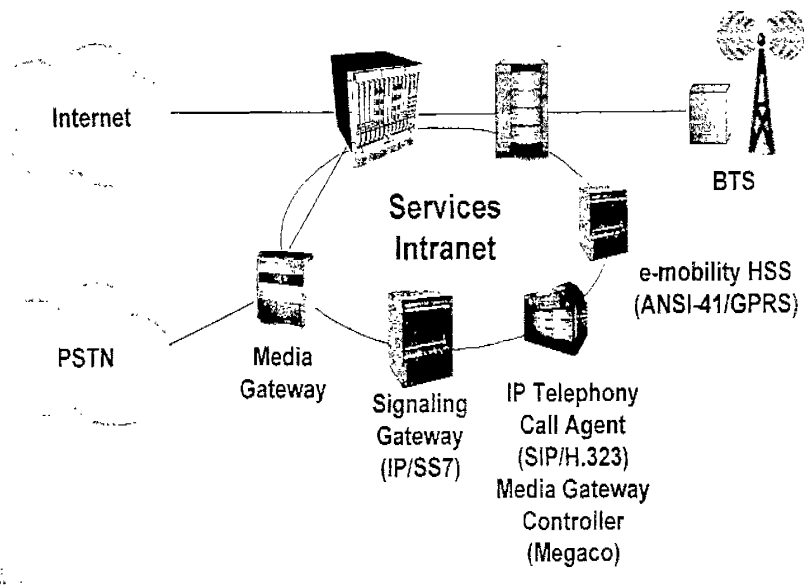 Internet
BTS
Services
Intranet
e-mobility HSS
(ANSI-41/GPRS)
PSTN
Media
Gateway
Signaling
Gateway
(IP/SS7)
IP Telephony
Call Agent
(SIP/H.323)
Media Gateway
Controller
(Megaco)